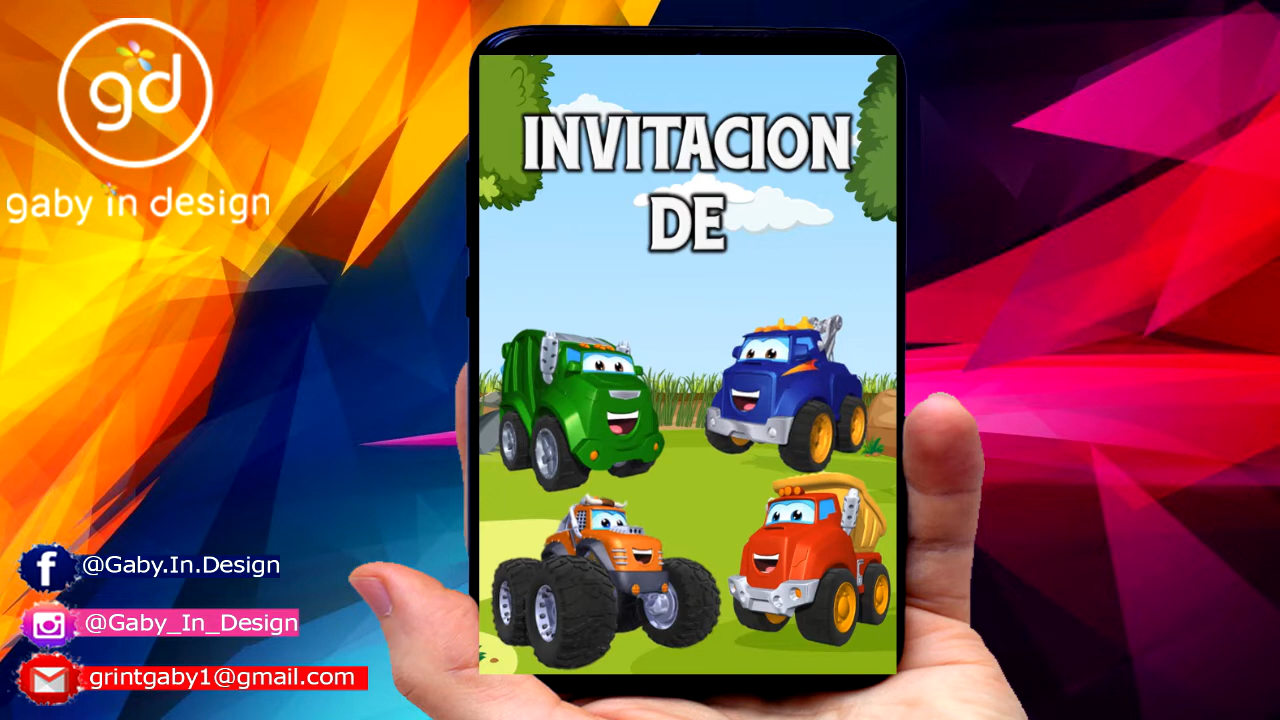 gd
gaby in design
INVITACION
DE
@Gaby.In.Design
@Gaby_In_Design
grintgaby1@gmail.com